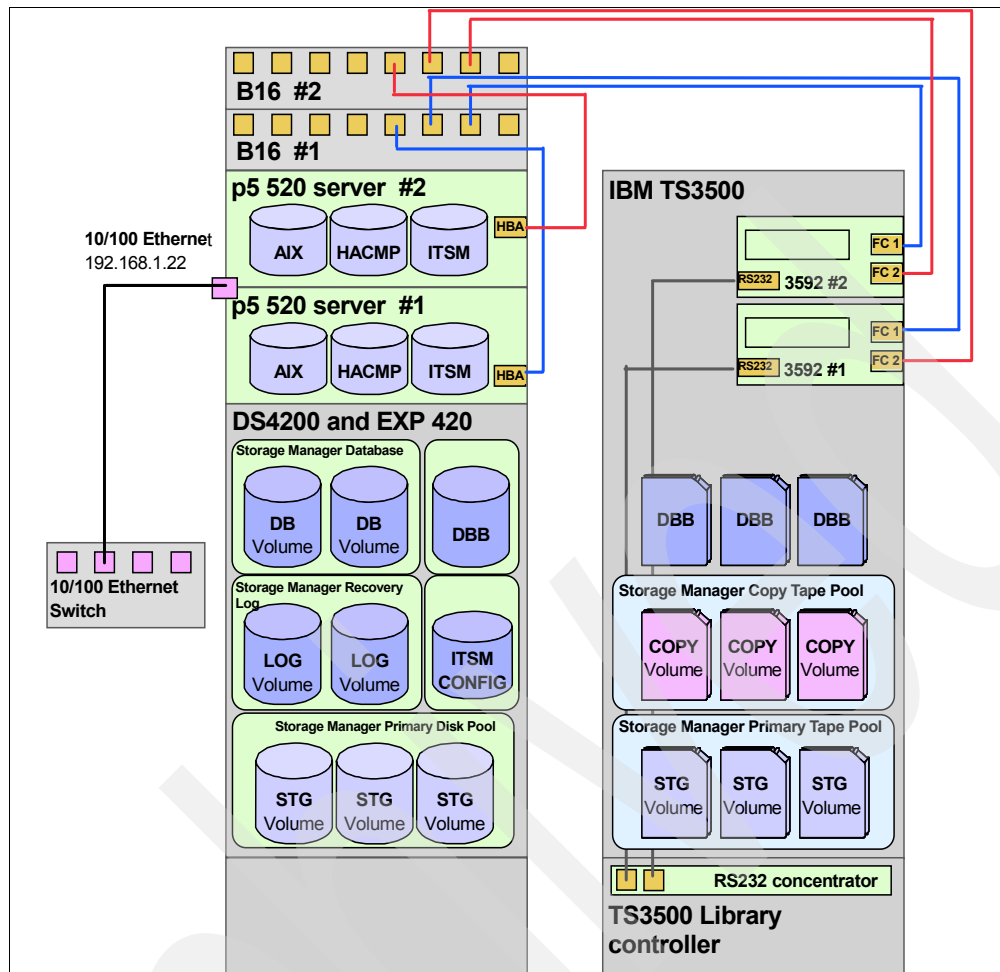 B16  #2
B16  #1
p5 520 server  #2
AIX
HACMP
ITSM
HBA
10/100 Ethernet
192.168.1.22
p5 520 server  #1
AIX
HACMP
ITSM
HBA
DS4200 and EXP 420
Storage Manager Database
DB
Volume
DB
Volume
DBB
Storage Manager Recovery
Log
LOG
Volume
LOG
Volume
ITSM
CONFIG
Storage Manager Primary Disk Pool
STG
Volume
STG
Volume
STG
Volume
10/100 Ethernet
Switch
IBM TS3500
FC 1
FC 2
RS232
3592 #2
FC 1
FC 2
RS232
3592 #1
DBB
DBB
DBB
Storage Manager Copy Tape Pool
COPY
Volume
COPY
Volume
COPY
Volume
Storage Manager Primary Tape Pool
STG
Volume
STG
Volume
STG
Volume
RS232 concentrator
TS3500 Library
controller